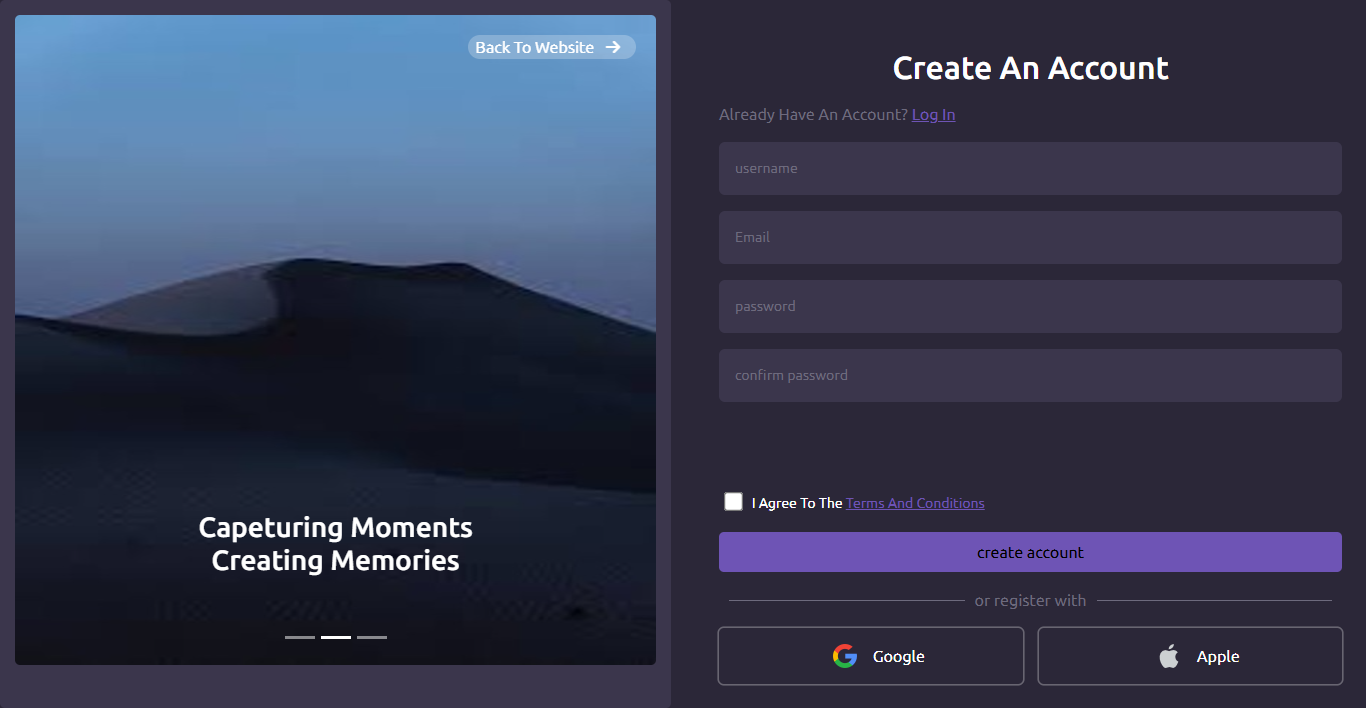 Back To Website
Capeturing Moments
Creating Memories
Create An Account
Already Have An Account? Log In
username
Email
password
confirm password
I Agree To The Terms And Conditions
create account
or register with
Google
Apple